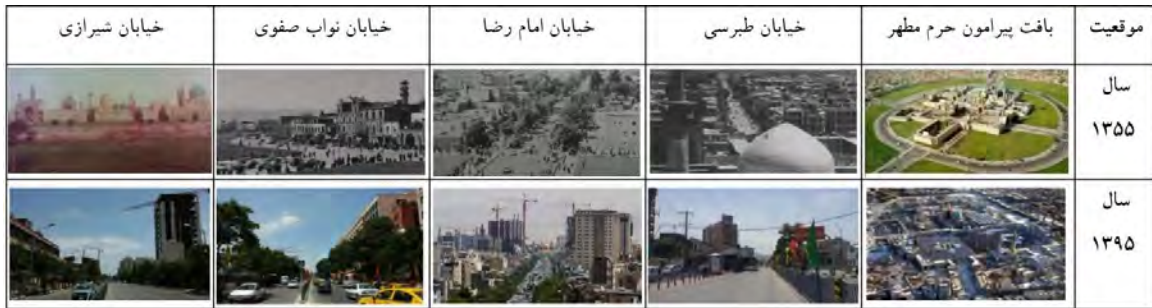 موقعیت
بافت پیرامون حرم مطهر
خیابان طبرسی
خیابان امام رضا
خیابان نواب صفوی
خیابان شیرازی
سال
۱۳۵۵
سال
۱۳۹۵